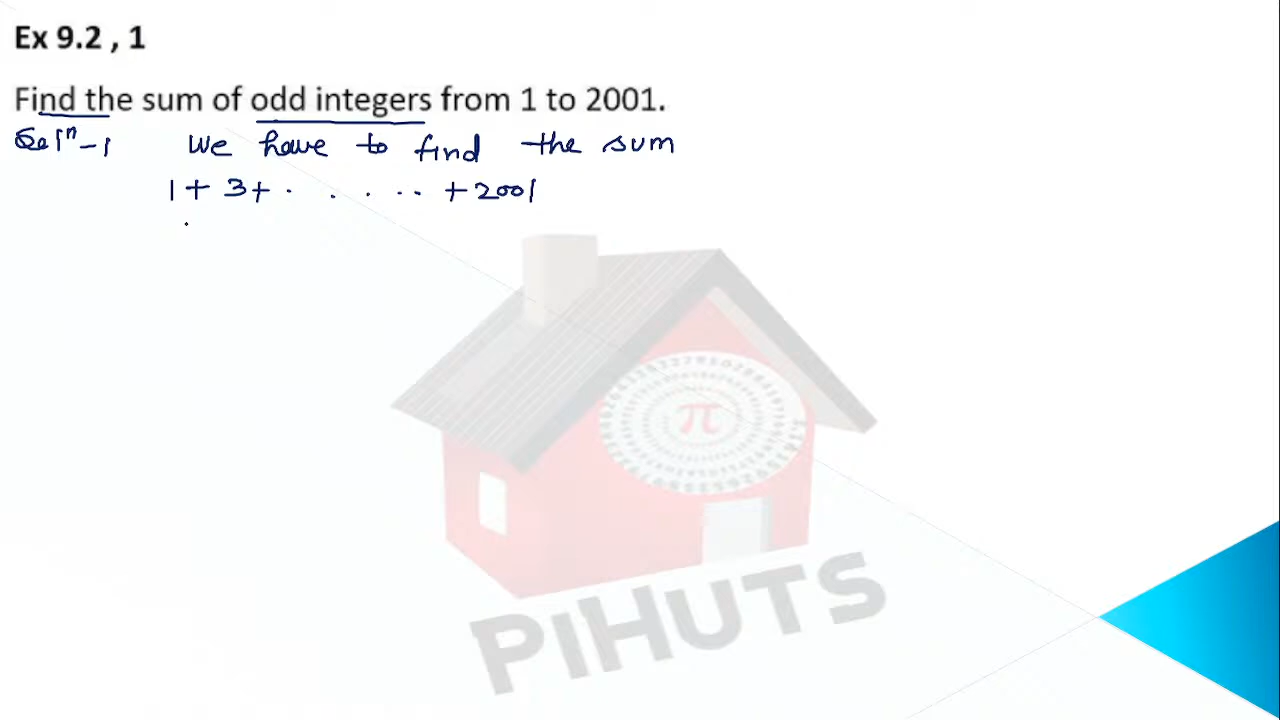 Ex 9.2 , 1
Find the sum of odd integers from 1 to 2001.
Solⁿ-1 We have to find the sum
1 + 3 + . . . .. + 2001
π
PIHUTS